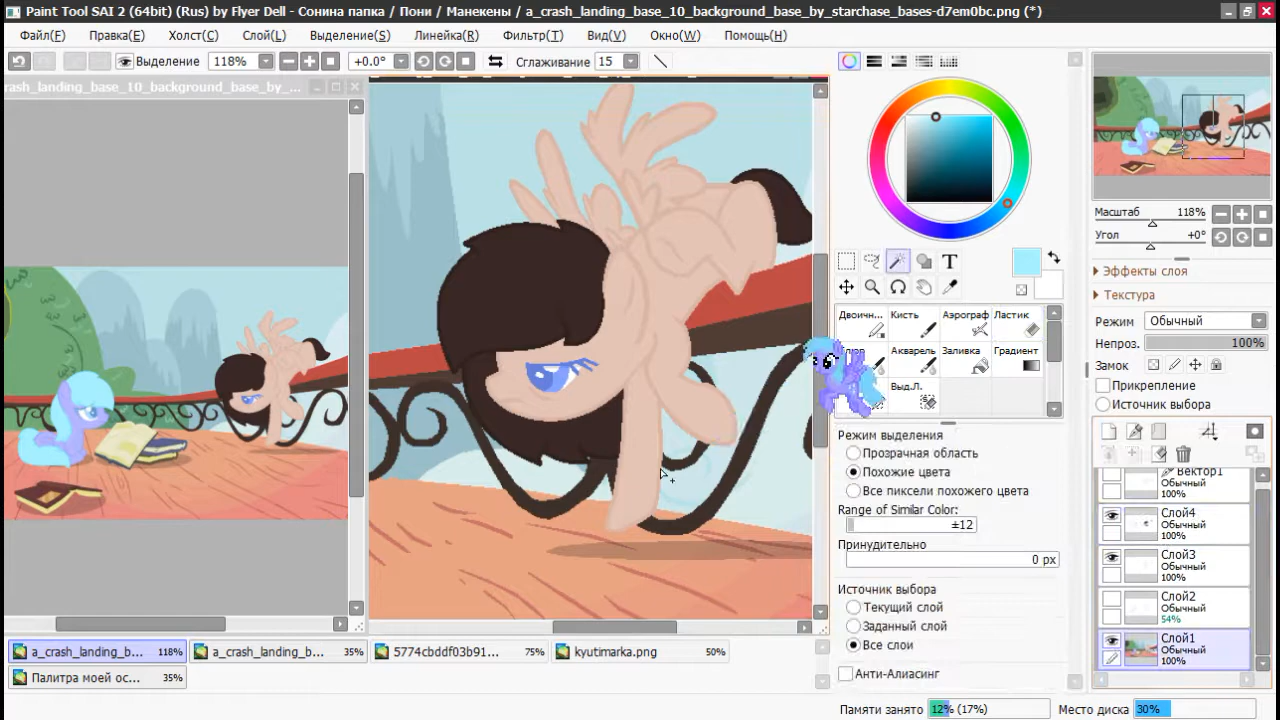 Paint Tool SAI 2 (64bit) (Rus) by Flyer Dell - Сонина папка / Пони / Манекены / a_crash_landing_base_10_background_base_by_starchase_bases-d7em0bc.png (*)
Файл(F) Правка(E) Холст(C) Слой(L) Выделение(S) Линейка(R) Фильтр(T) Вид(V) Окно(W) Помощь(H)
Выделение 118% +0.0° Сглаживание 15
crash_landing_base_10_background_base_by_...
Масштаб 118%
Угол +0°
Эффекты слоя
Текстура
Режим Обычный
Непроз. 100%
Замок
Прикрепление
Источник выбора
T
Двоичн... Кисть Аэрограф Ластик
Акварель Заливка Градиент
Выд.Л.
Режим выделения
Прозрачная область
Похожие цвета
Все пиксели похожего цвета
Range of Similar Color:
±12
Принудительно
0 px
Источник выбора
Текущий слой
Заданный слой
Все слои
Анти-Алиасинг
Вектор1
Обычный
100%
Слой4
Обычный
100%
Слой3
Обычный
100%
Слой2
Обычный
54%
Слой1
Обычный
100%
a_crash_landing_b... 118% a_crash_landing_b... 35% 5774cbddf03b91... 75% kyutimarka.png 50%
Палитра моей ос... 35%
Памяти занято 12% (17%) Место диска 30%